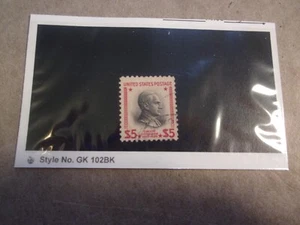 UNITED STATES POSTAGE
$5 $5
Style No. GK 102BK